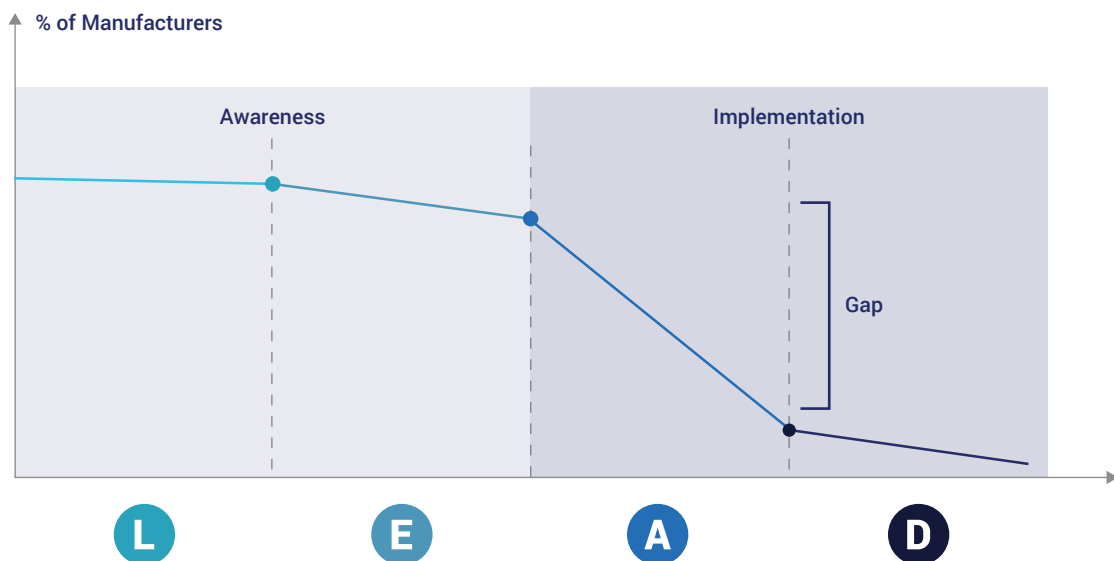 % of Manufacturers
Awareness
Implementation
Gap
L
E
A
D